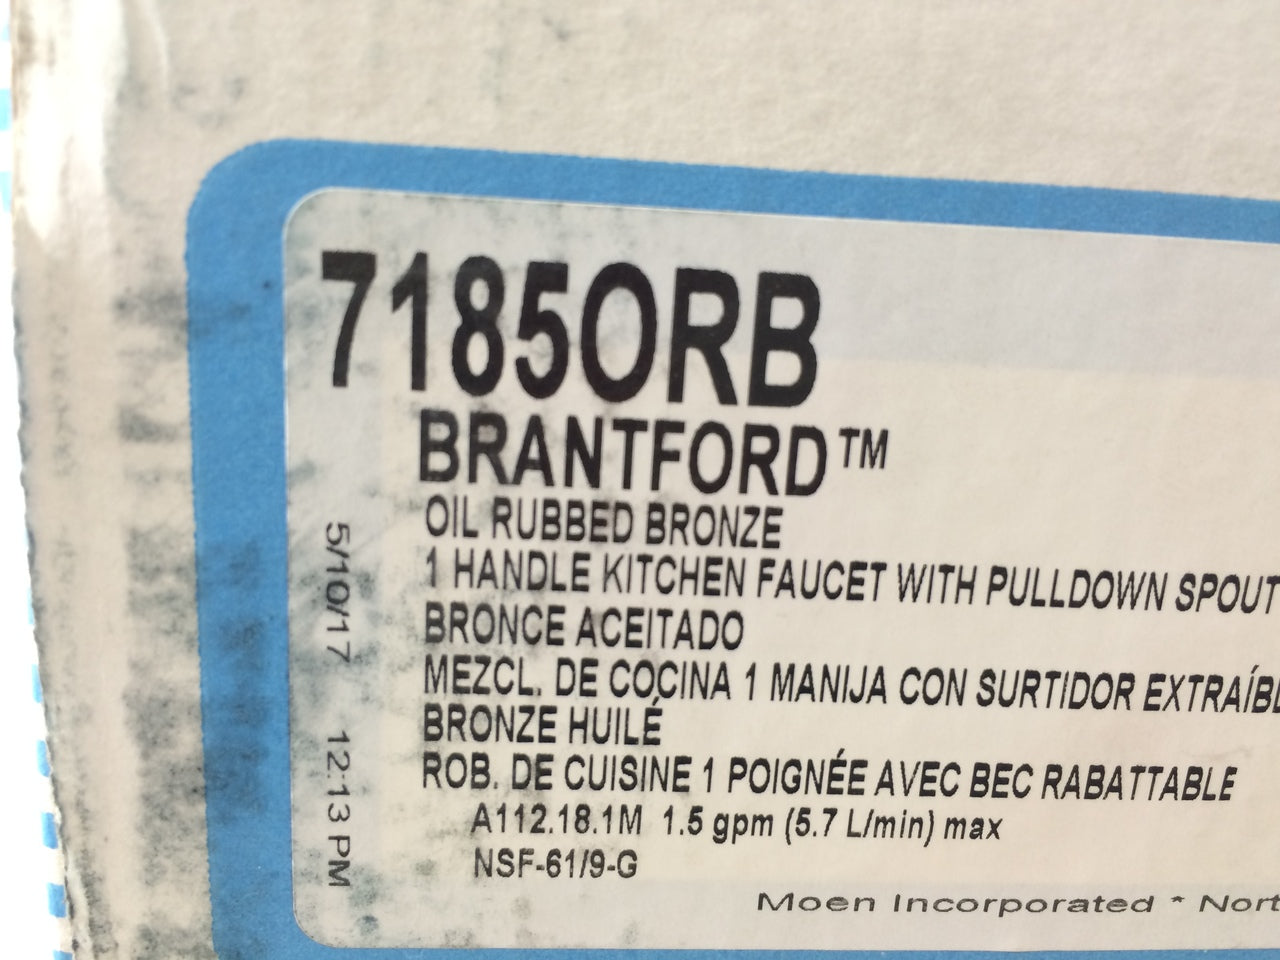 7185ORB
BRANTFORD™
OIL RUBBED BRONZE
1 HANDLE KITCHEN FAUCET WITH PULLDOWN SPOUT
BRONCE ACEITADO
MEZCL. DE COCINA 1 MANIJA CON SURTIDOR EXTRAÍBL
BRONZE HUILÉ
ROB. DE CUISINE 1 POIGNÉE AVEC BEC RABATTABLE
A112.18.1M 1.5 gpm (5.7 L/min) max
NSF-61/9-G
Moen Incorporated * Nort
5/10/17 12:13 PM